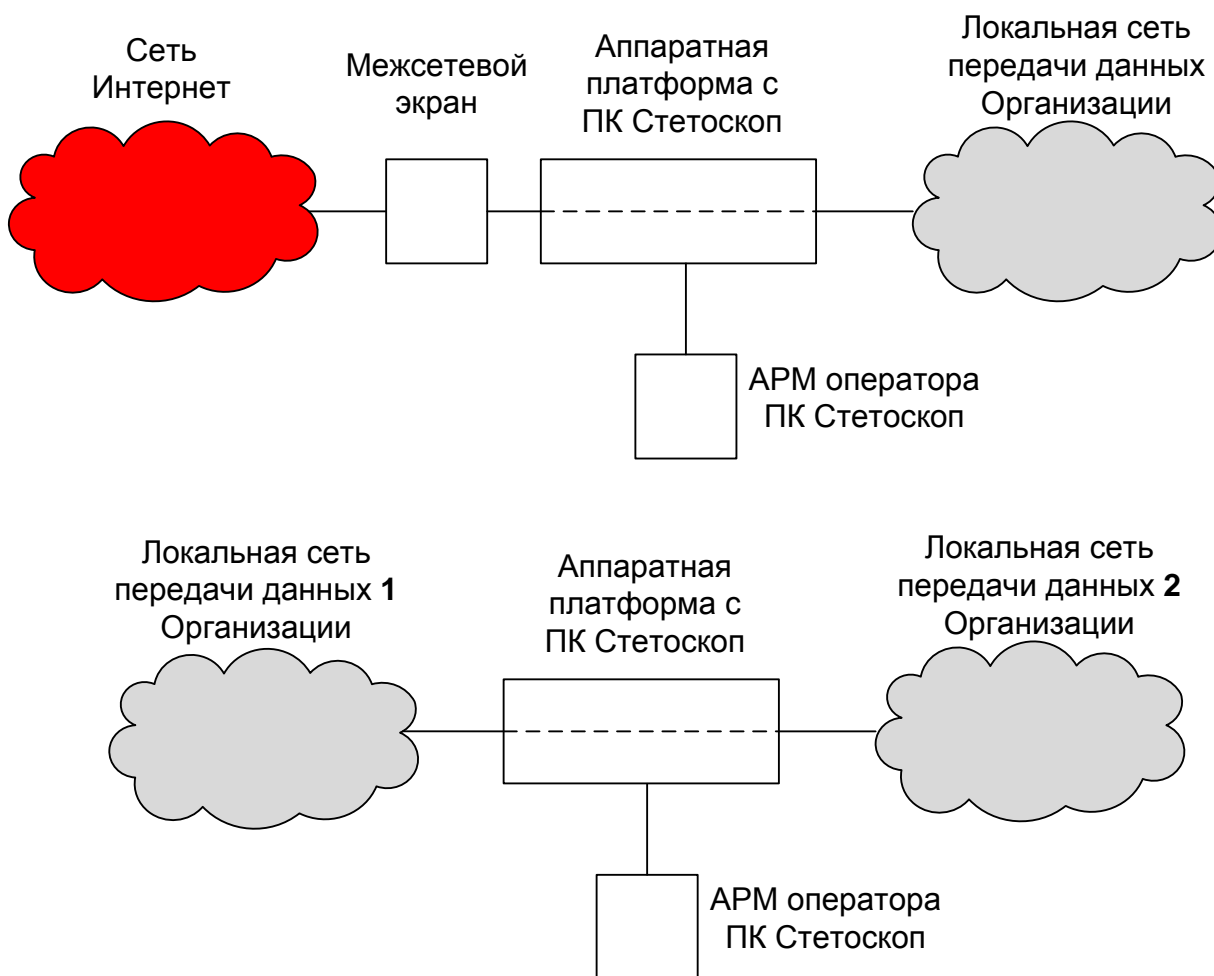 Сеть
Интернет
Межсетевой
экран
Аппаратная
платформа с
ПК Стетоскоп
Локальная сеть
передачи данных
Организации
АРМ оператора
ПК Стетоскоп
Локальная сеть
передачи данных 1
Организации
Аппаратная
платформа с
ПК Стетоскоп
Локальная сеть
передачи данных 2
Организации
АРМ оператора
ПК Стетоскоп